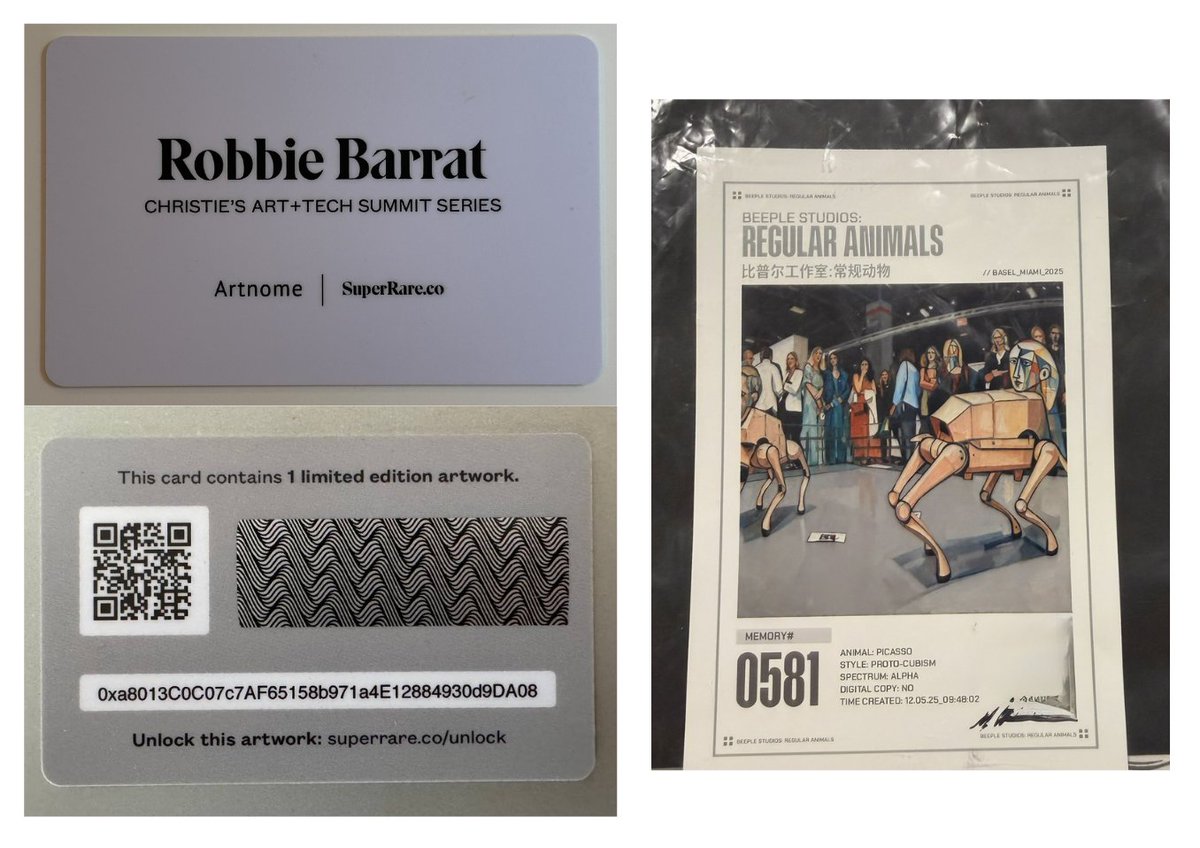 Robbie Barrat
CHRISTIE'S ART+TECH SUMMIT SERIES
Artnome | SuperRare.co
This card contains 1 limited edition artwork.
0xa8013C0C07c7AF65158b971a4E12884930d9DA08
Unlock this artwork: superrare.co/unlock
BEEPLE STUDIOS: REGULAR ANIMALS
BEEPLE STUDIOS: REGULAR ANIMALS
BEEPLE STUDIOS:
REGULAR ANIMALS
比普尔工作室:常规动物
// BASEL_MIAMI_2025
MEMORY#
0581
ANIMAL: PICASSO
STYLE: PROTO-CUBISM
SPECTRUM: ALPHA
DIGITAL COPY: NO
TIME CREATED: 12.05.25_09:48:02
BEEPLE STUDIOS: REGULAR ANIMALS
BEEPLE STUDIOS: REGULAR ANIMALS